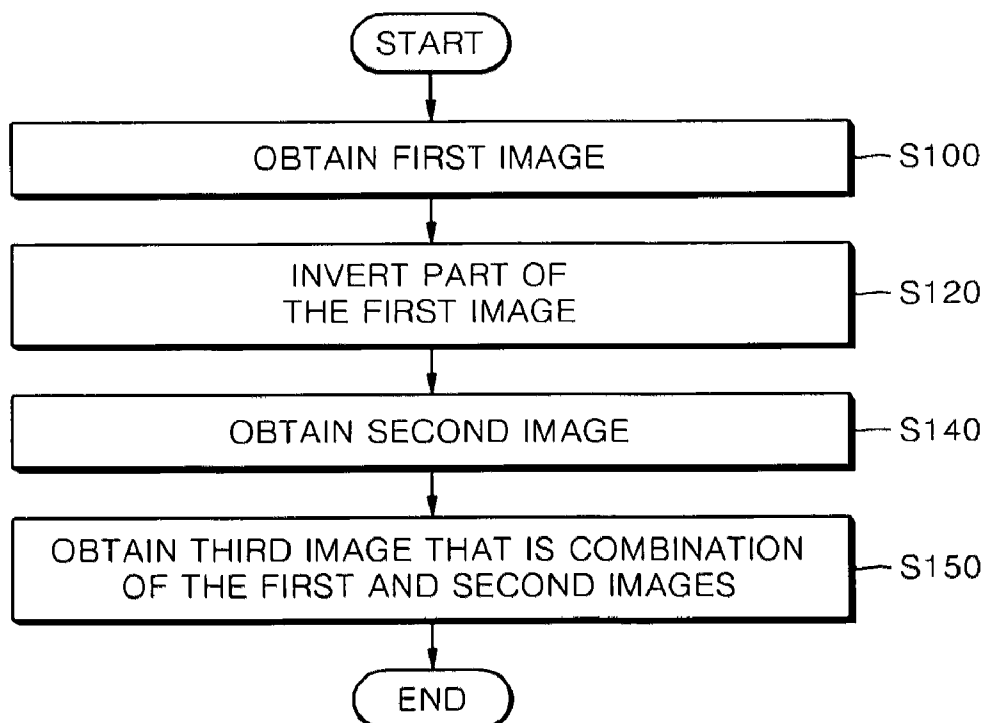 START
OBTAIN FIRST IMAGE
S100
INVERT PART OF
THE FIRST IMAGE
S120
OBTAIN SECOND IMAGE
S140
OBTAIN THIRD IMAGE THAT IS COMBINATION
OF THE FIRST AND SECOND IMAGES
S150
END